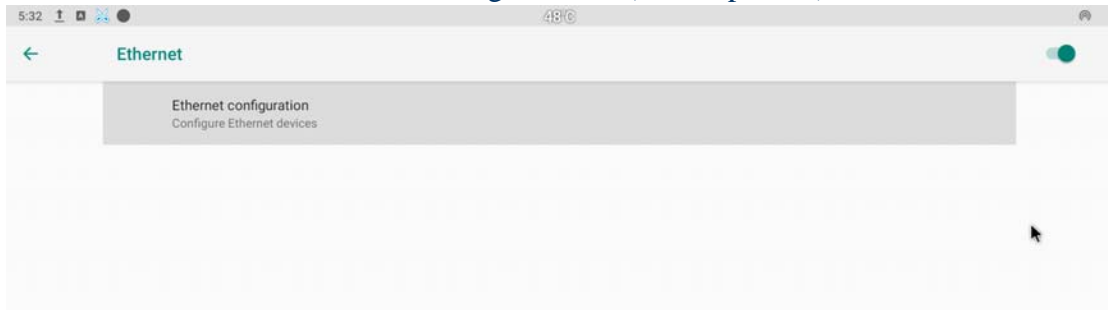 5:32
48°C
Ethernet
Ethernet configuration
Configure Ethernet devices